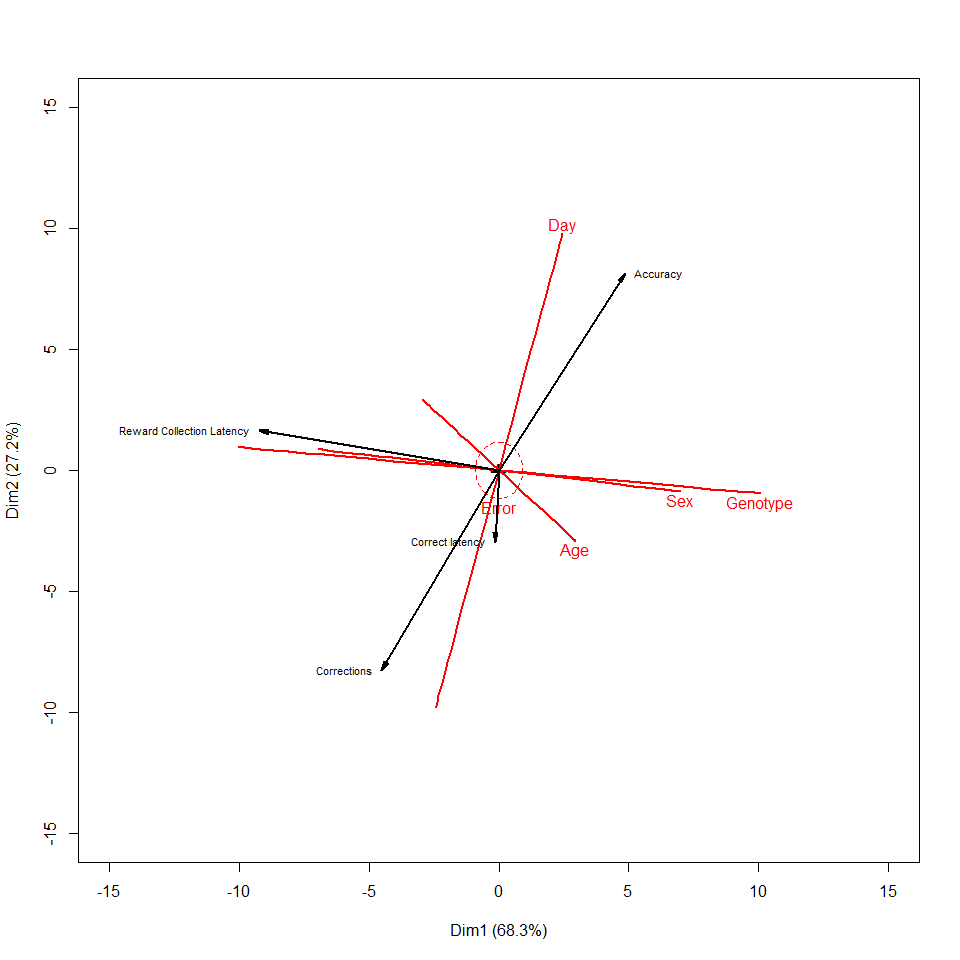 15
10
5
0
-5
-10
-15
Dim2 (27.2%)
Day
Accuracy
Reward Collection Latency
Sex
Genotype
Error
Correct latency
Age
Corrections
-15
-10
-5
0
5
10
15
Dim1 (68.3%)